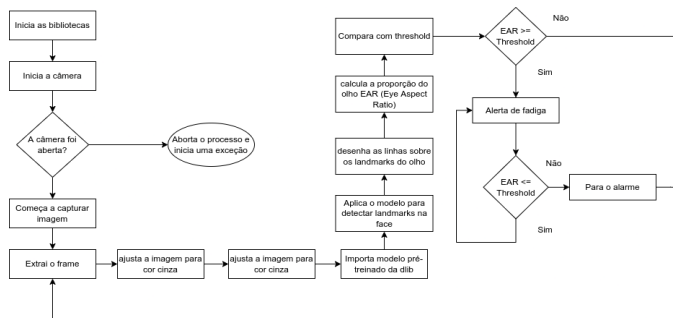 Inicia as bibliotecas
Inicia a câmera
A câmera foi
aberta?
Aborta o processo e
inicia uma exceção
Começa a capturar
imagem
Extrai o frame
ajusta a imagem para
cor cinza
ajusta a imagem para
cor cinza
Importa modelo pré-
treinado da dlib
Aplica o modelo para
detectar landmarks na
face
desenha as linhas sobre
os landmarks do olho
calcula a proporção do
olho EAR (Eye Aspect
Ratio)
Compara com threshold
EAR >=
Threshold
Não
Sim
Alerta de fadiga
EAR <=
Threshold
Não
Sim
Para o alarme